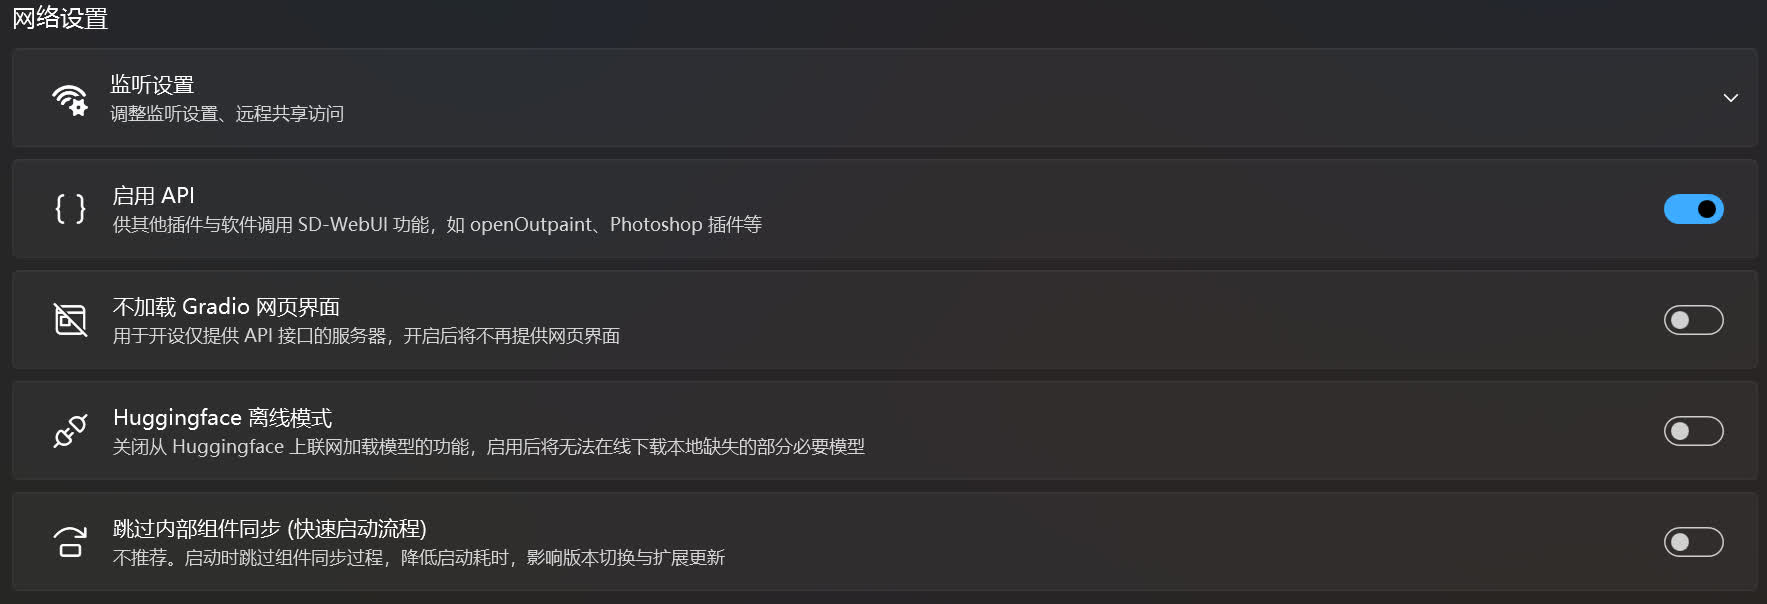 网络设置
监听设置
调整监听设置、远程共享访问
启用 API
供其他插件与软件调用 SD-WebUI 功能，如 openOutpaint、Photoshop 插件等
不加载 Gradio 网页界面
用于开设仅提供 API 接口的服务器，开启后将不再提供网页界面
Huggingface 离线模式
关闭从 Huggingface 上联网加载模型的功能，启用后将无法在线下载本地缺失的部分必要模型
跳过内部组件同步 (快速启动流程)
不推荐。启动时跳过组件同步过程，降低启动耗时，影响版本切换与扩展更新